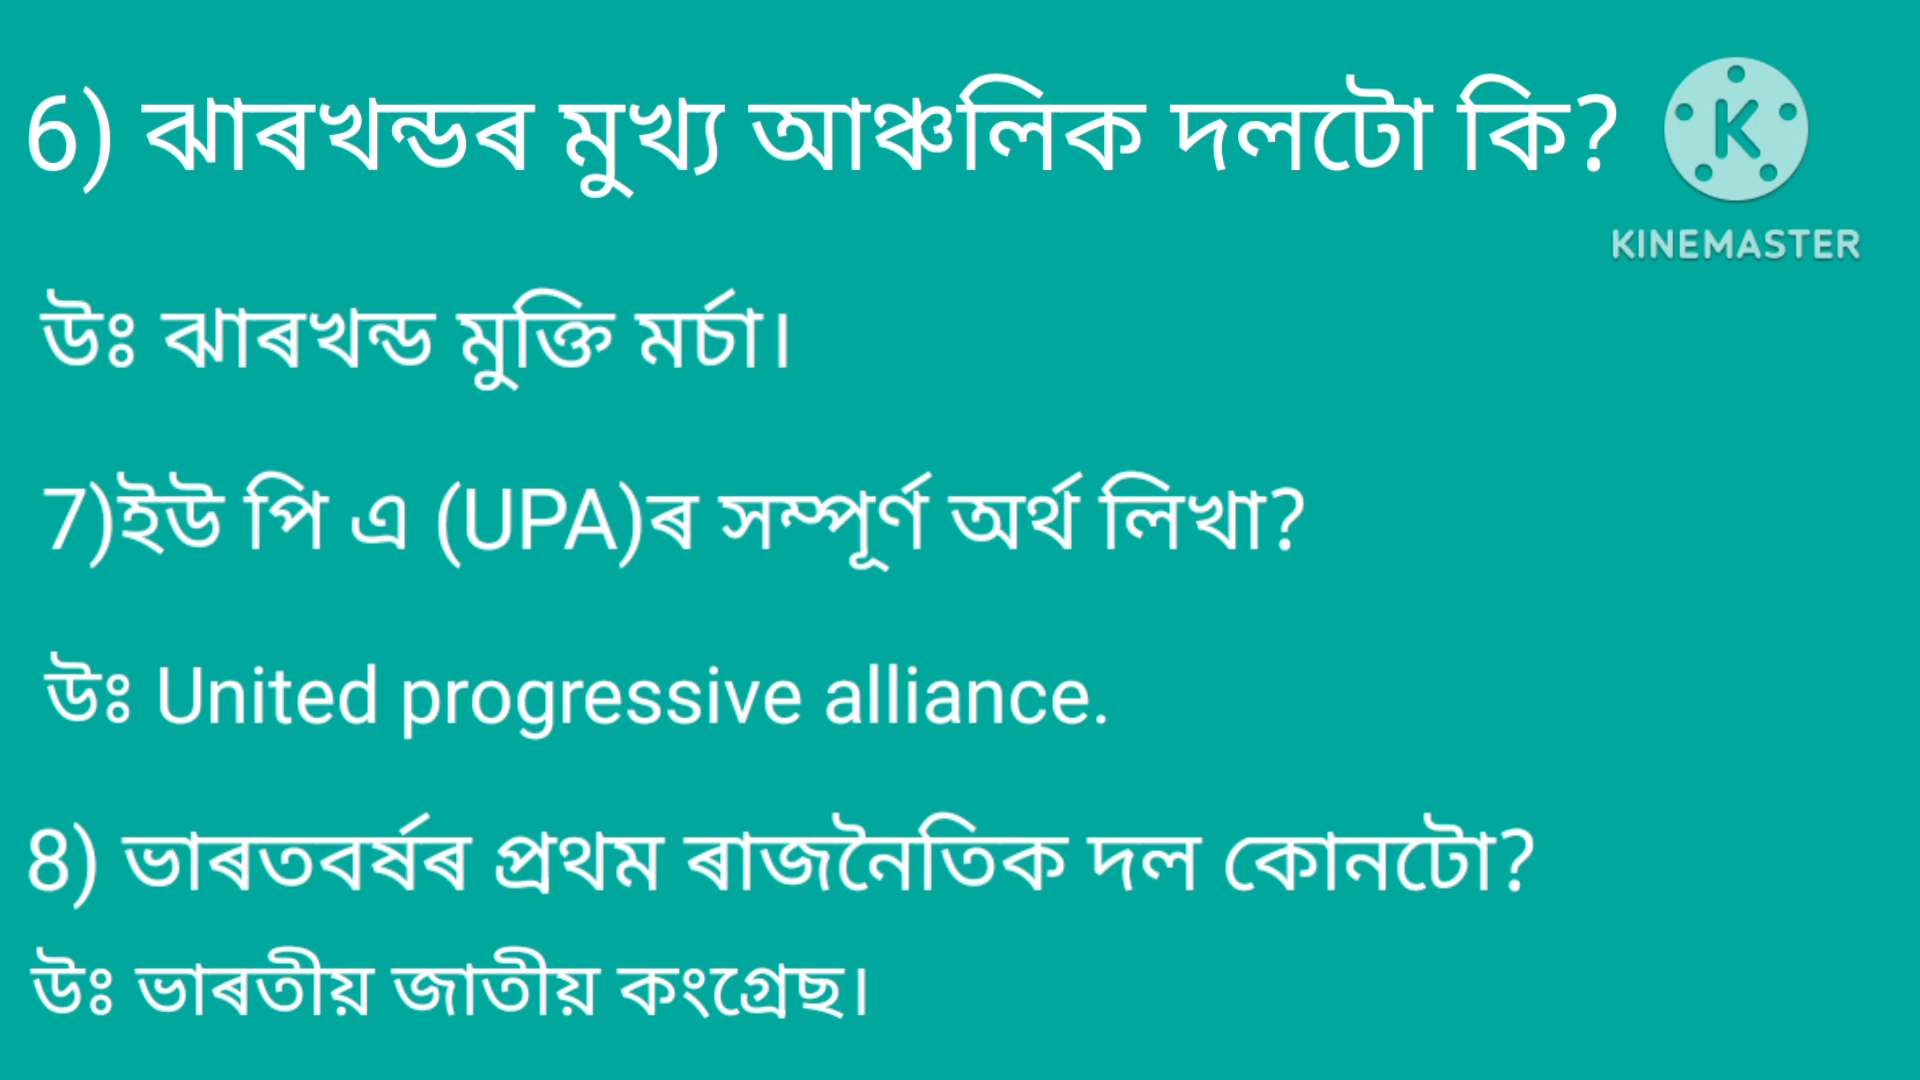 6) ঝাৰখন্ডৰ মুখ্য আঞ্চলিক দলটো কি?
K
KINEMASTER
উঃ ঝাৰখন্ড মুক্তি মৰ্চা।
7)ইউ পি এ (UPA)ৰ সম্পূৰ্ণ অৰ্থ লিখা?
উঃ United progressive alliance.
8) ভাৰতবৰ্ষৰ প্ৰথম ৰাজনৈতিক দল কোনটো?
উঃ ভাৰতীয় জাতীয় কংগ্ৰেছ।